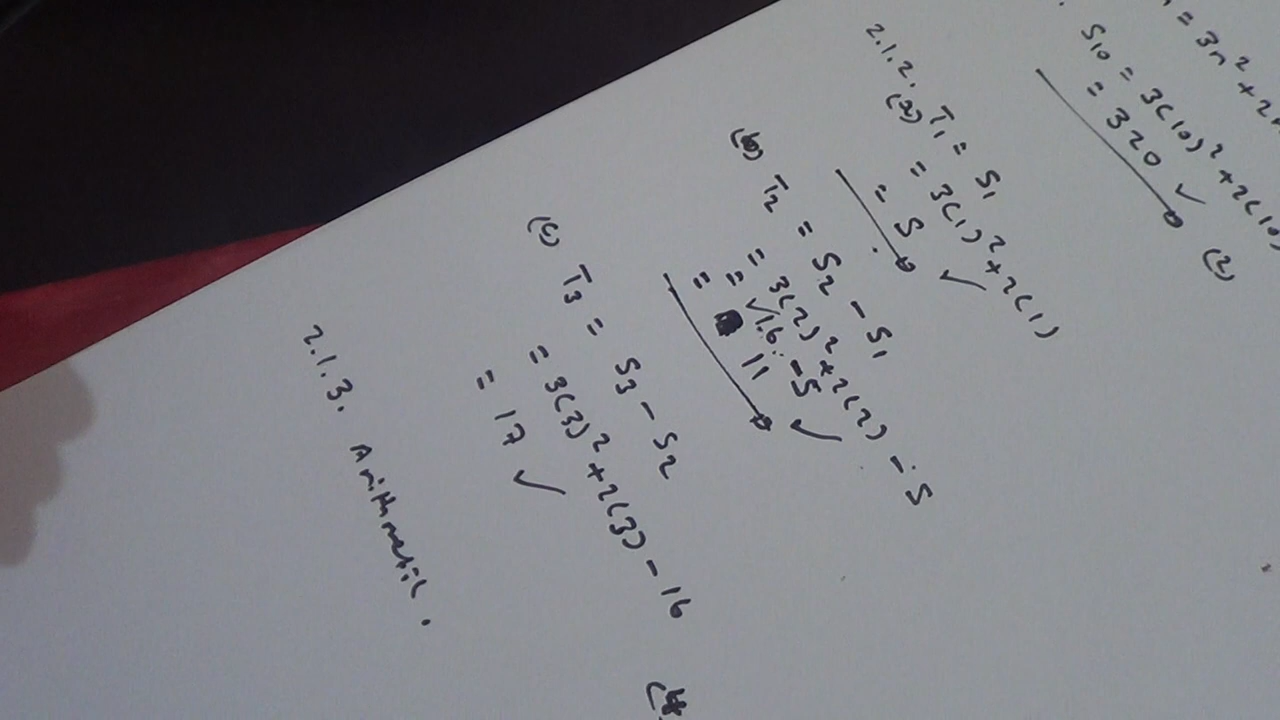 = 3n² + 2n
S₁₀ = 3(10)² + 2(10)
= 320 ✓
(2)
2.1.2.
(a) T₁ = S₁
= 3(1)² + 2(1)
= 5 ✓
(b) T₂ = S₂ - S₁
= 3(2)² + 2(2) - 5
= 16 - 5 ✓
= 11
(c) T₃ = S₃ - S₂
= 3(3)² + 2(3) - 16
= 17 ✓
(4
2.1.3. Arithmetic.